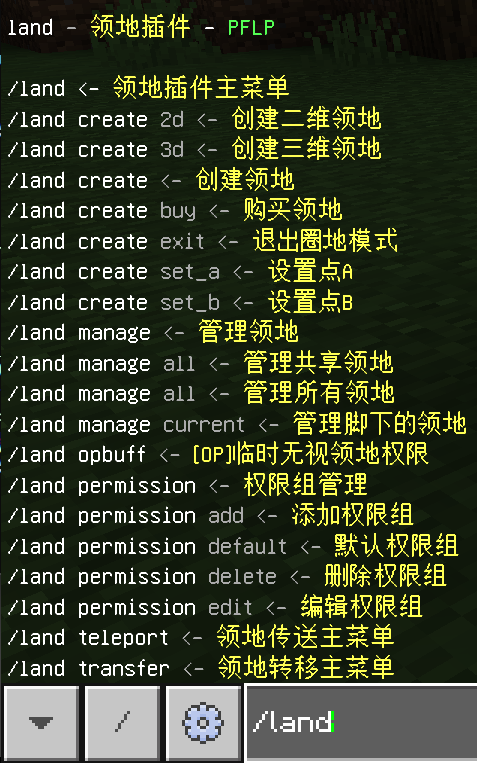 land - 领地插件 - PFLP
/land <- 领地插件主菜单
/land create 2d <- 创建二维领地
/land create 3d <- 创建三维领地
/land create <- 创建领地
/land create buy <- 购买领地
/land create exit <- 退出圈地模式
/land create set_a <- 设置点A
/land create set_b <- 设置点B
/land manage <- 管理领地
/land manage all <- 管理共享领地
/land manage all <- 管理所有领地
/land manage current <- 管理脚下的领地
/land opbuff <- [OP]临时无视领地权限
/land permission <- 权限组管理
/land permission add <- 添加权限组
/land permission default <- 默认权限组
/land permission delete <- 删除权限组
/land permission edit <- 编辑权限组
/land teleport <- 领地传送主菜单
/land transfer <- 领地转移主菜单
/ /land